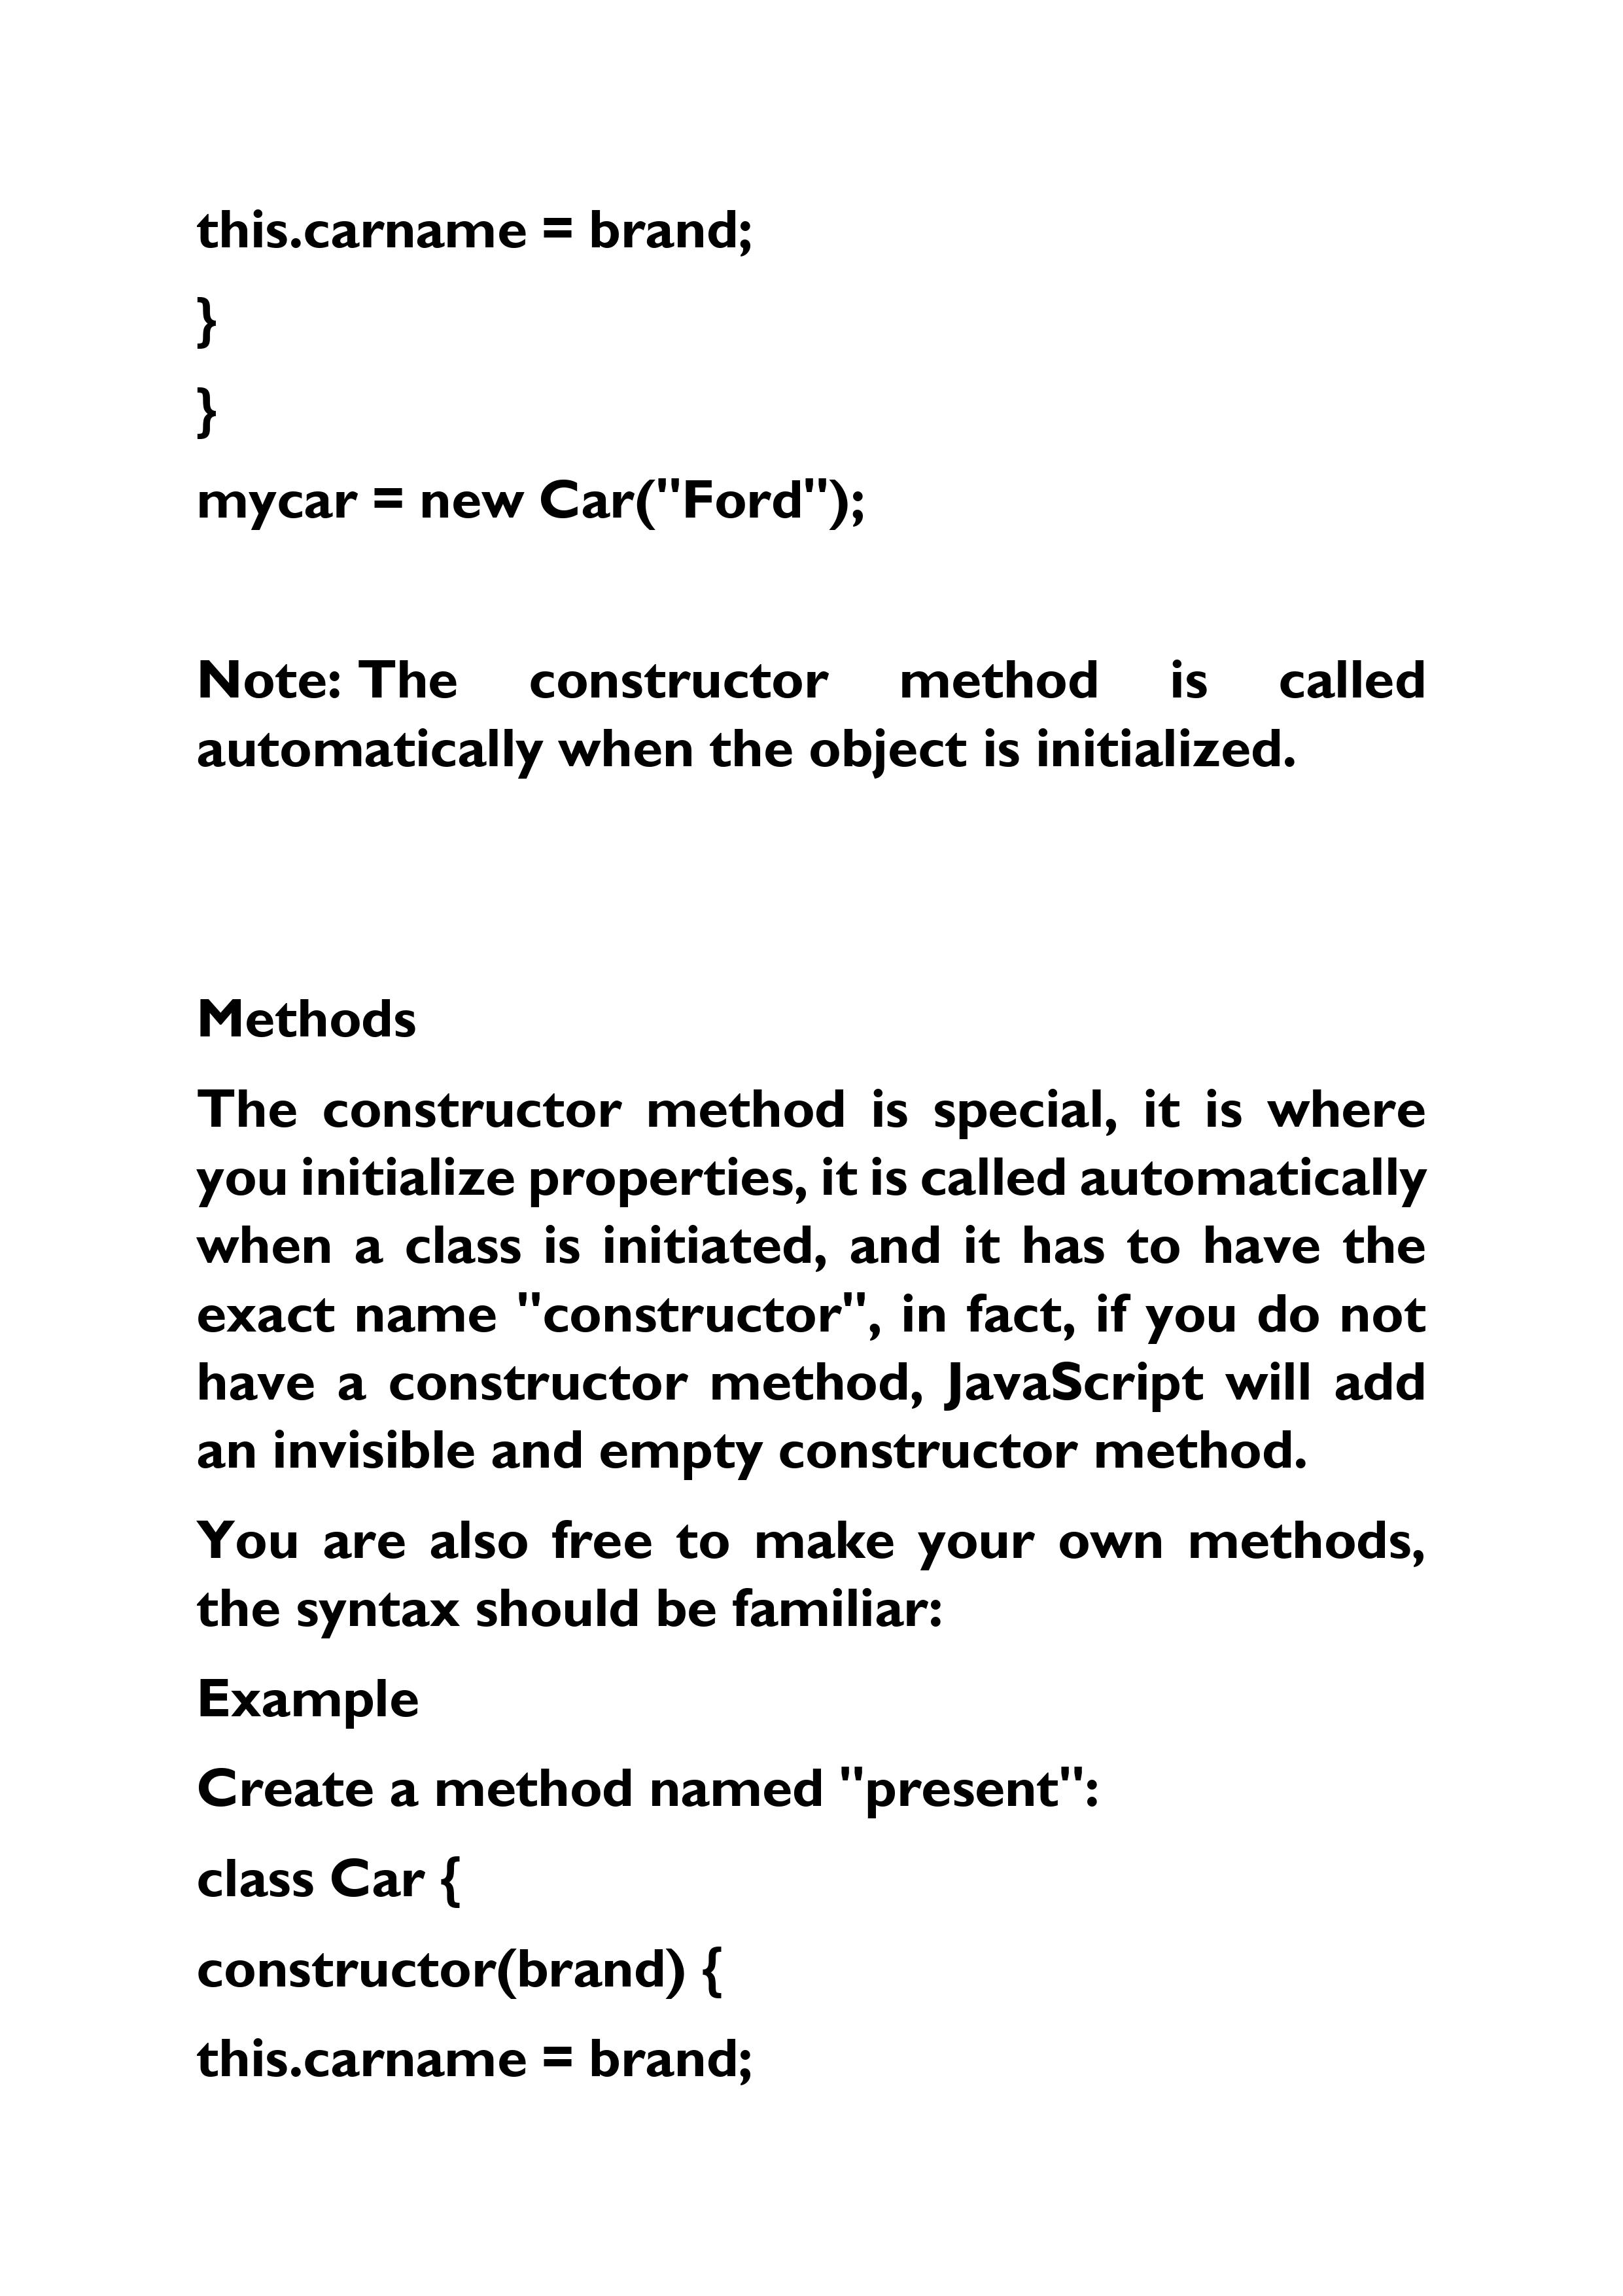 this.carname = brand;
}
}
mycar = new Car("Ford");
Note: The constructor method is called
automatically when the object is initialized.
Methods
The constructor method is special, it is where
you initialize properties, it is called automatically
when a class is initiated, and it has to have the
exact name "constructor", in fact, if you do not
have a constructor method, JavaScript will add
an invisible and empty constructor method.
You are also free to make your own methods,
the syntax should be familiar:
Example
Create a method named "present":
class Car {
constructor(brand) {
this.carname = brand;